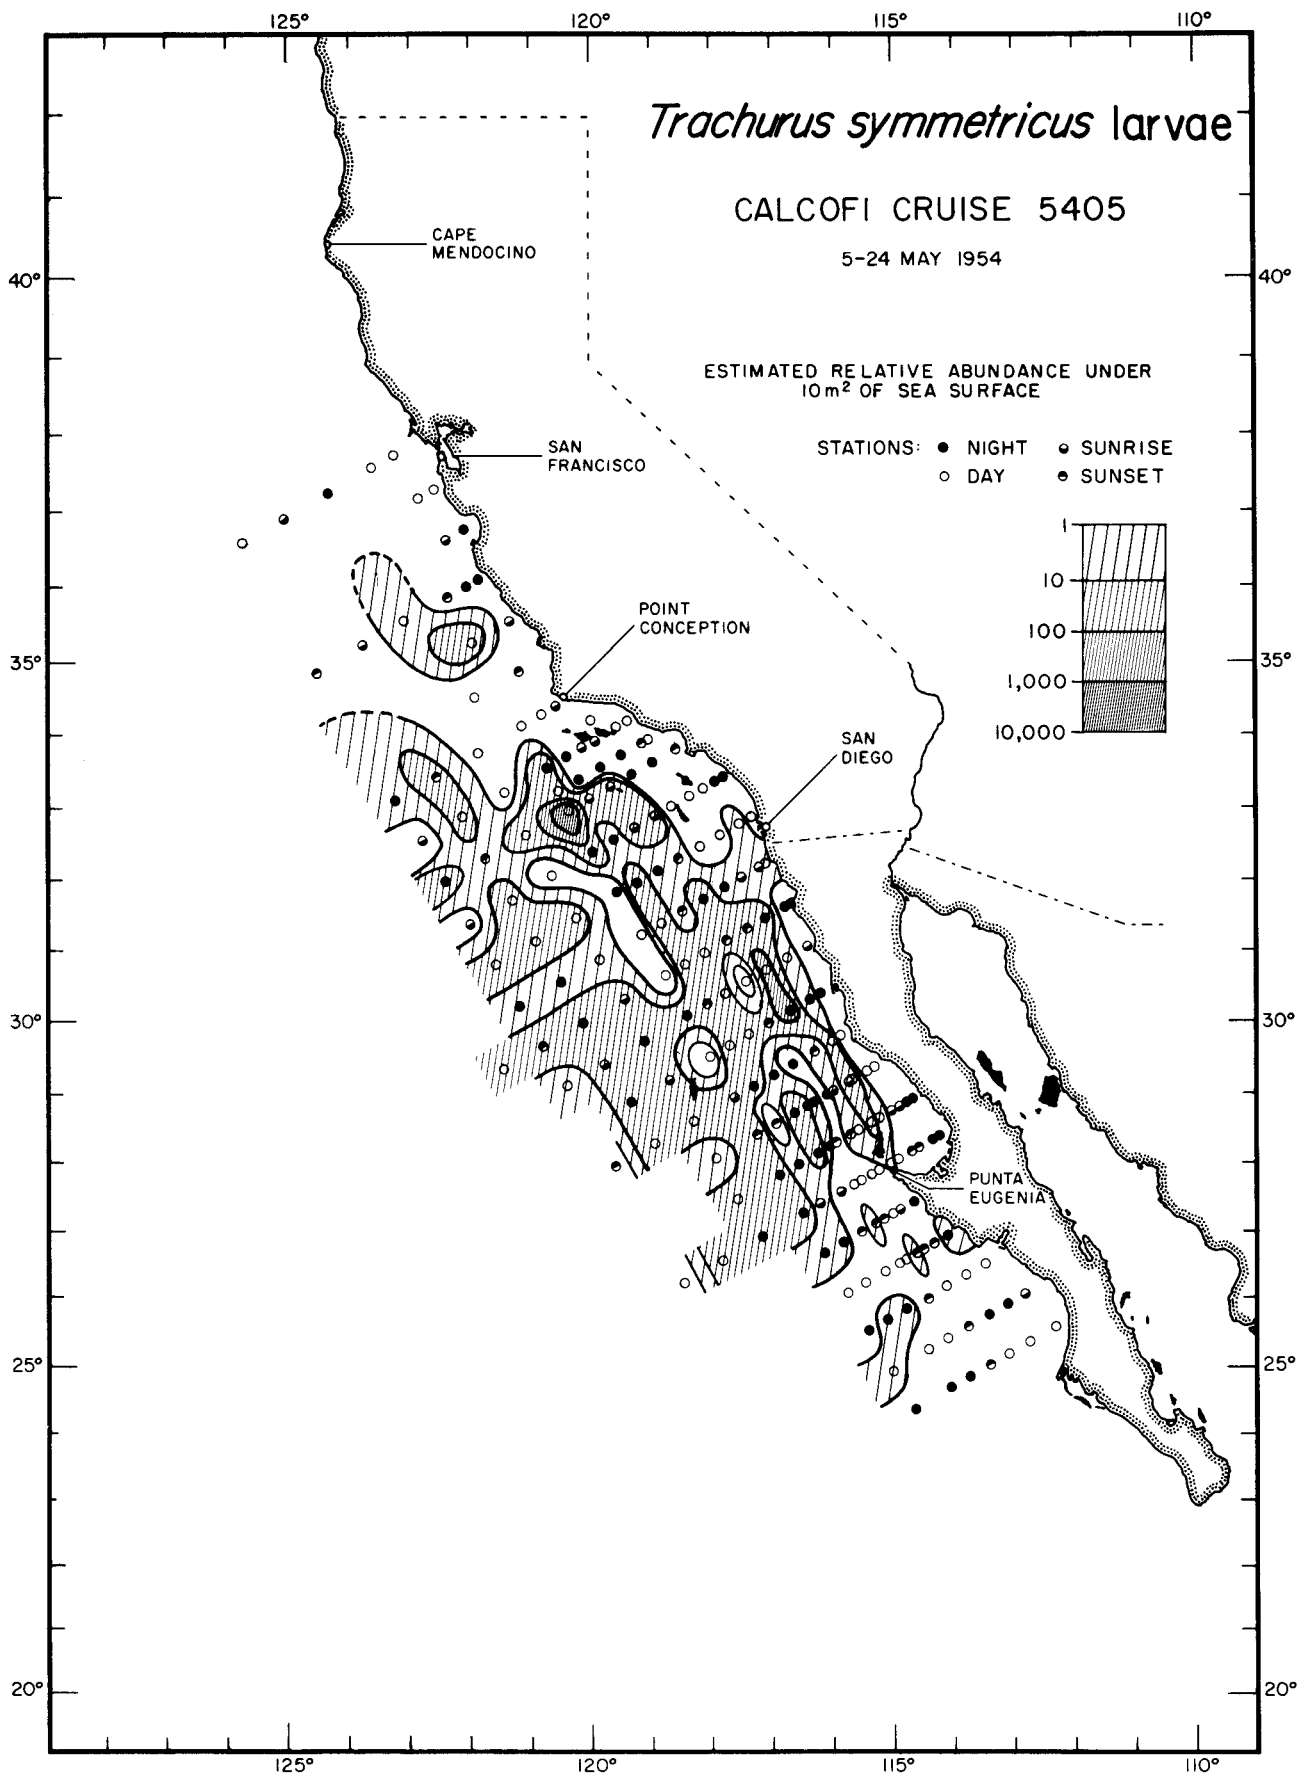 125° 120° 115° 110°
Trachurus symmetricus larvae
CALCOFI CRUISE 5405
5-24 MAY 1954
CAPE
MENDOCINO
40° 40°
ESTIMATED RELATIVE ABUNDANCE UNDER
10m² OF SEA SURFACE
STATIONS: ● NIGHT SUNRISE
○ DAY SUNSET
SAN
FRANCISCO
1
10
100
1,000
10,000
POINT
CONCEPTION
35° 35°
SAN
DIEGO
30° 30°
PUNTA
EUGENIA
25° 25°
20° 20°
125° 120° 115° 110°